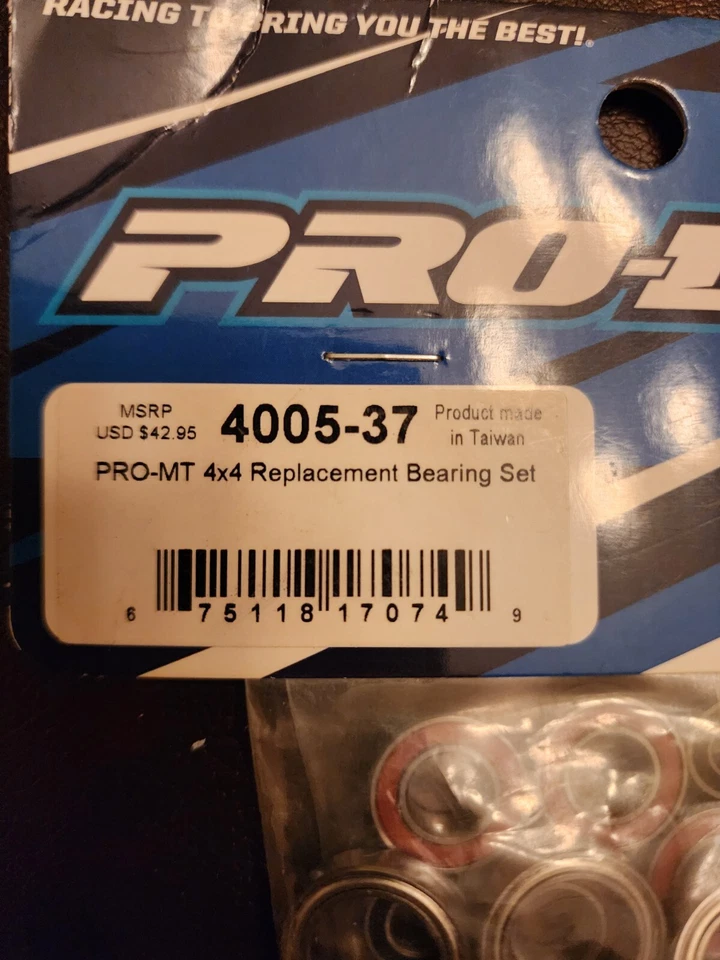 RACING TO BRING YOU THE BEST!®
PRO-L
MSRP
USD $42.95
4005-37
Product made
in Taiwan
PRO-MT 4x4 Replacement Bearing Set
6 75118 17074 9